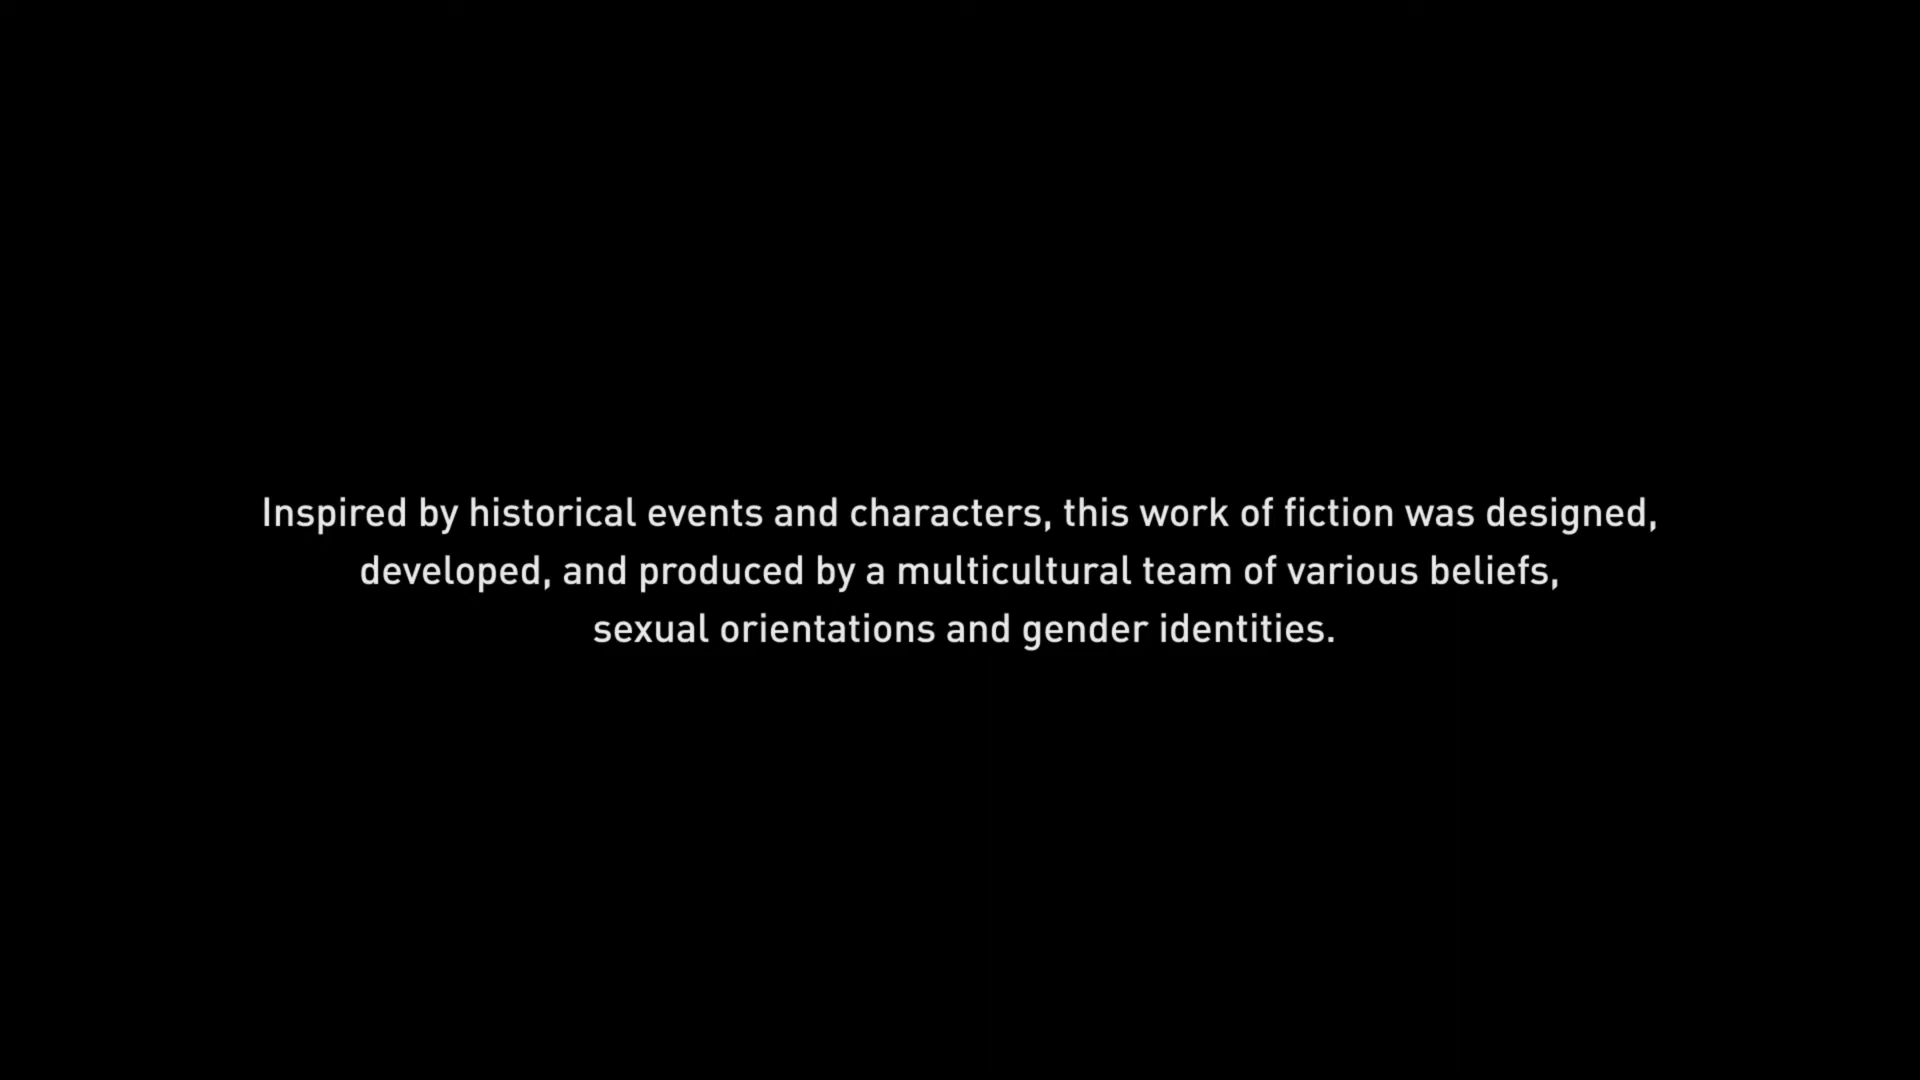 Inspired by historical events and characters, this work of fiction was designed,
developed, and produced by a multicultural team of various beliefs,
sexual orientations and gender identities.